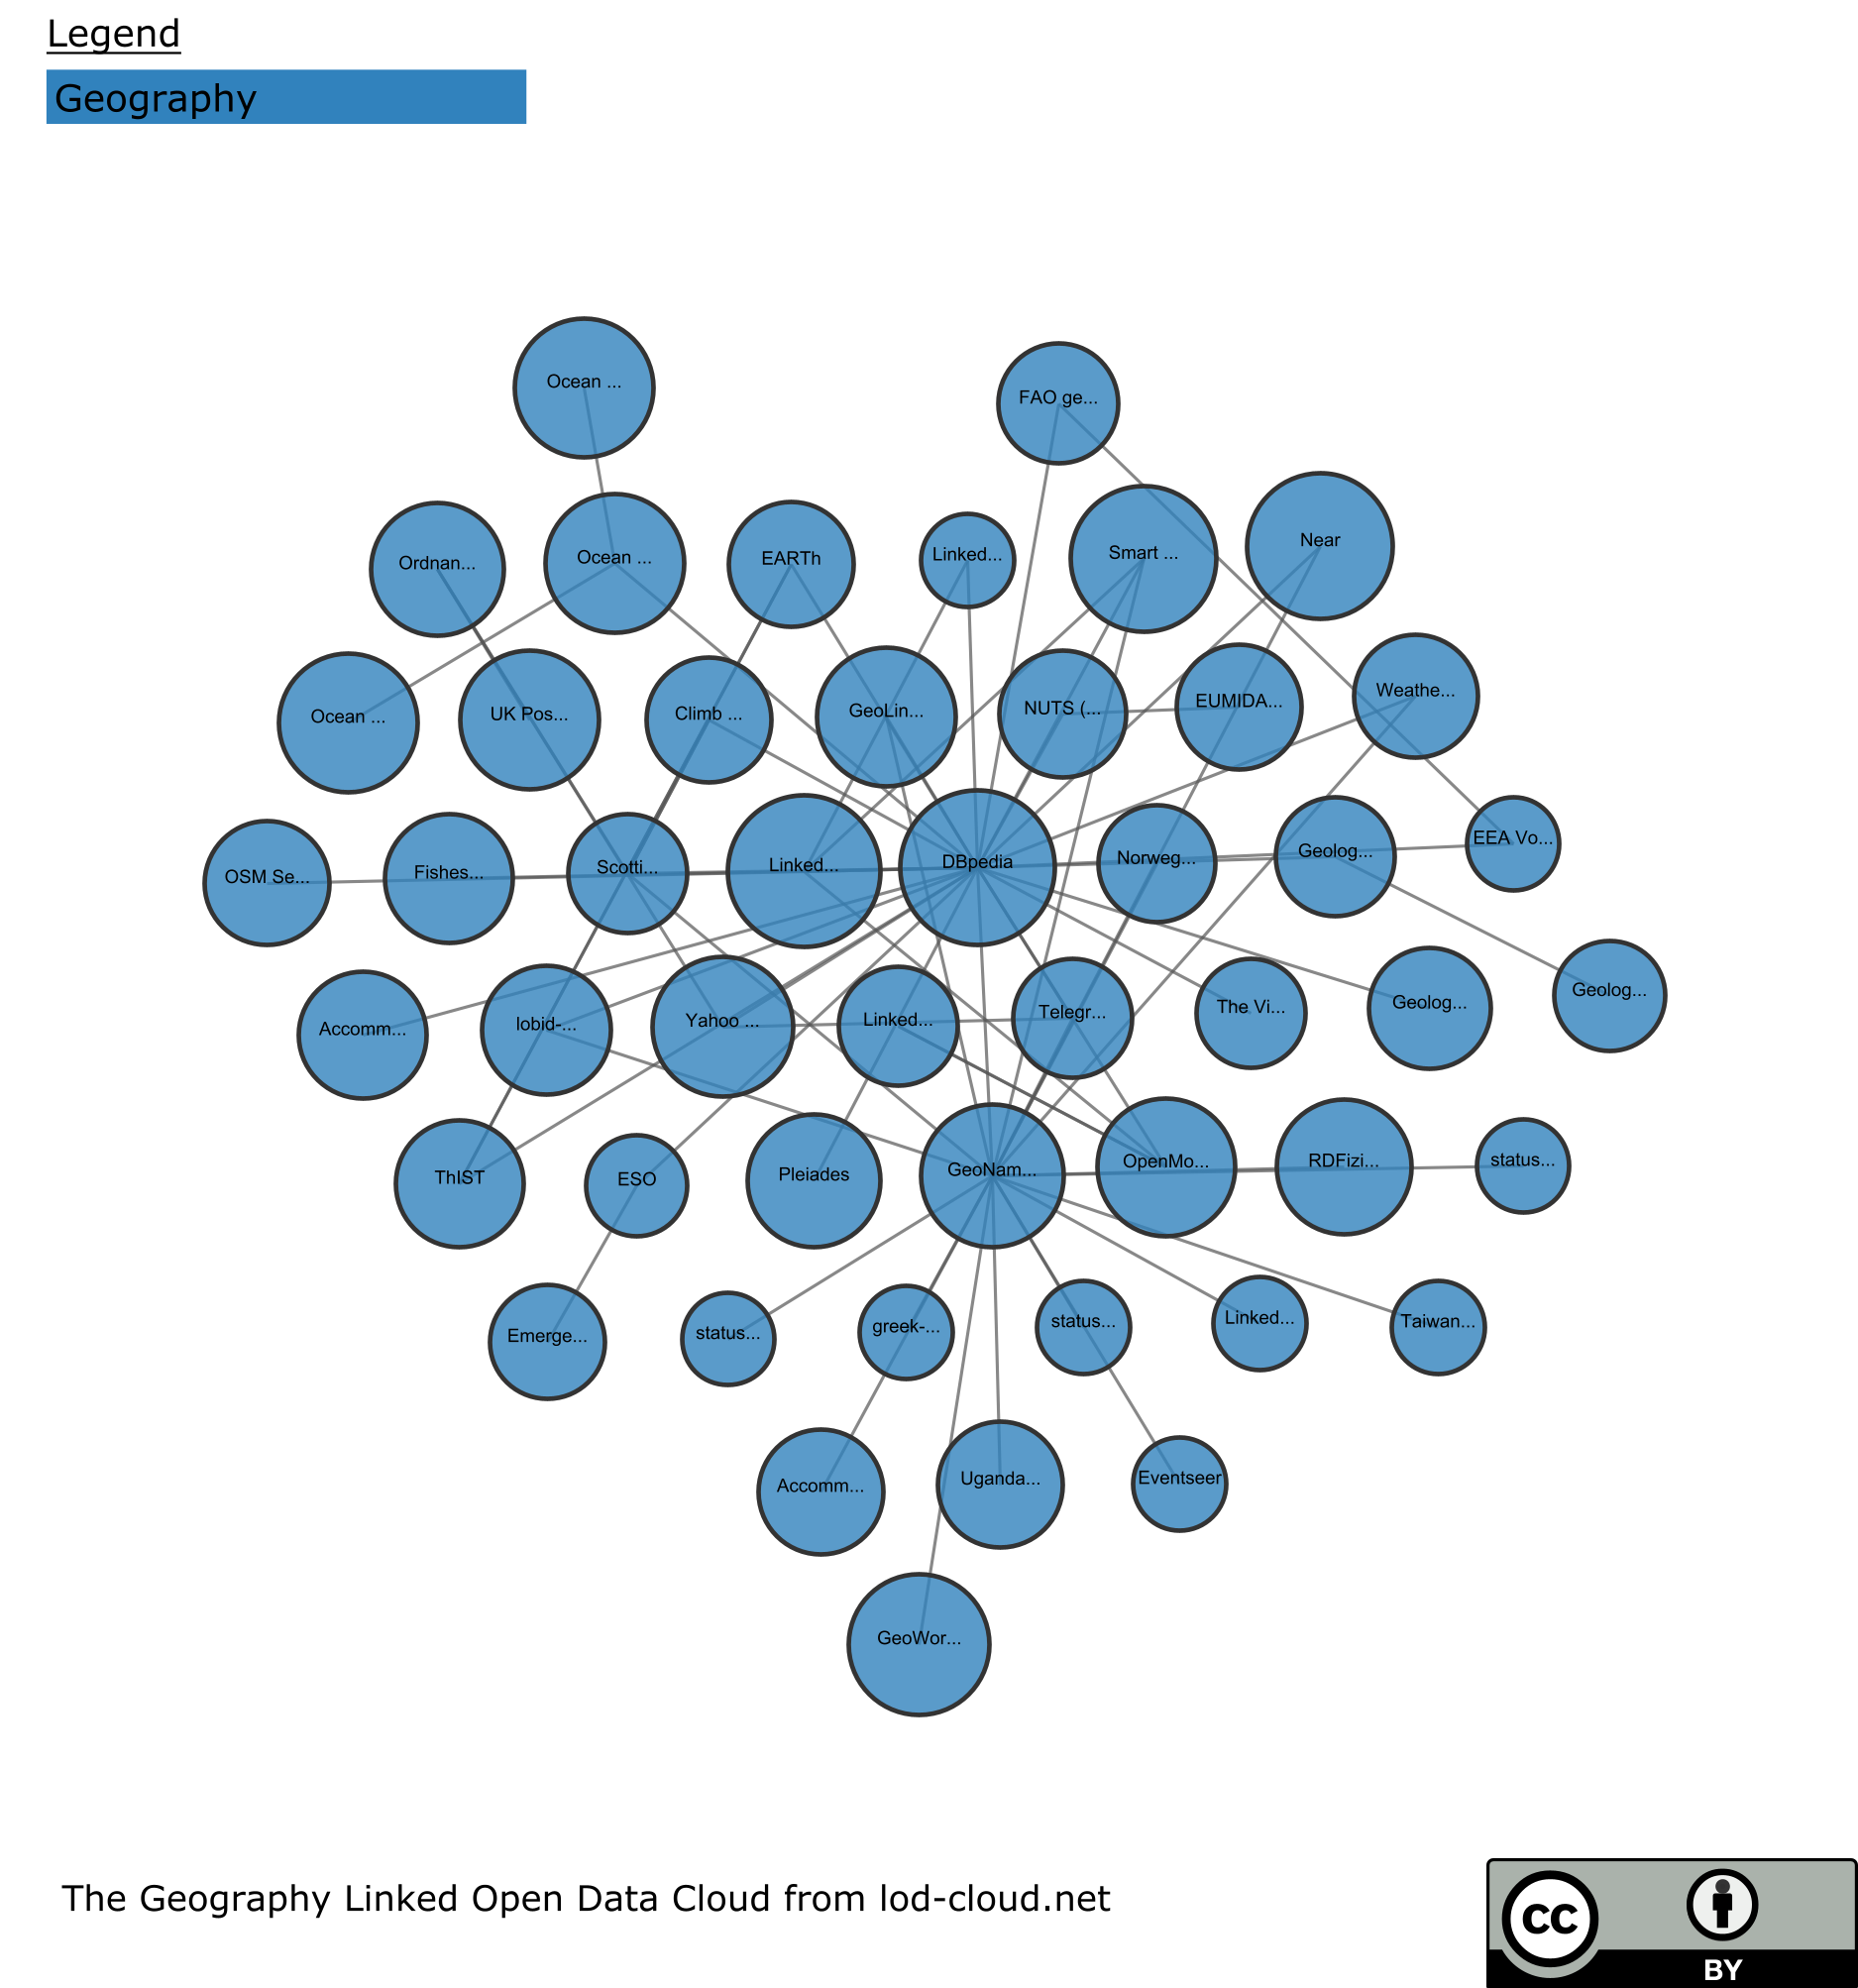 Legend
Geography
Ocean ...
FAO ge...
Ordnan...
Ocean ...
EARTh
Linked...
Smart ...
Near
Ocean ...
UK Pos...
Climb ...
GeoLin...
NUTS (...
EUMIDA...
Weathe...
OSM Se...
Fishes...
Scotti...
Linked...
DBpedia
Norweg...
Geolog...
EEA Vo...
Accomm...
lobid-...
Yahoo ...
Linked...
Telegr...
The Vi...
Geolog...
Geolog...
ThIST
ESO
Pleiades
GeoNam...
OpenMo...
RDFizi...
status...
Emerge...
status...
greek-...
status...
Linked...
Taiwan...
Accomm...
Uganda...
Eventseer
GeoWor...
The Geography Linked Open Data Cloud from lod-cloud.net
cc
BY